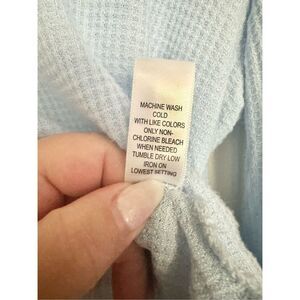 MACHINE WASH
COLD
WITH LIKE COLORS
ONLY NON-
CHLORINE BLEACH
WHEN NEEDED
TUMBLE DRY LOW
IRON ON
LOWEST SETTING